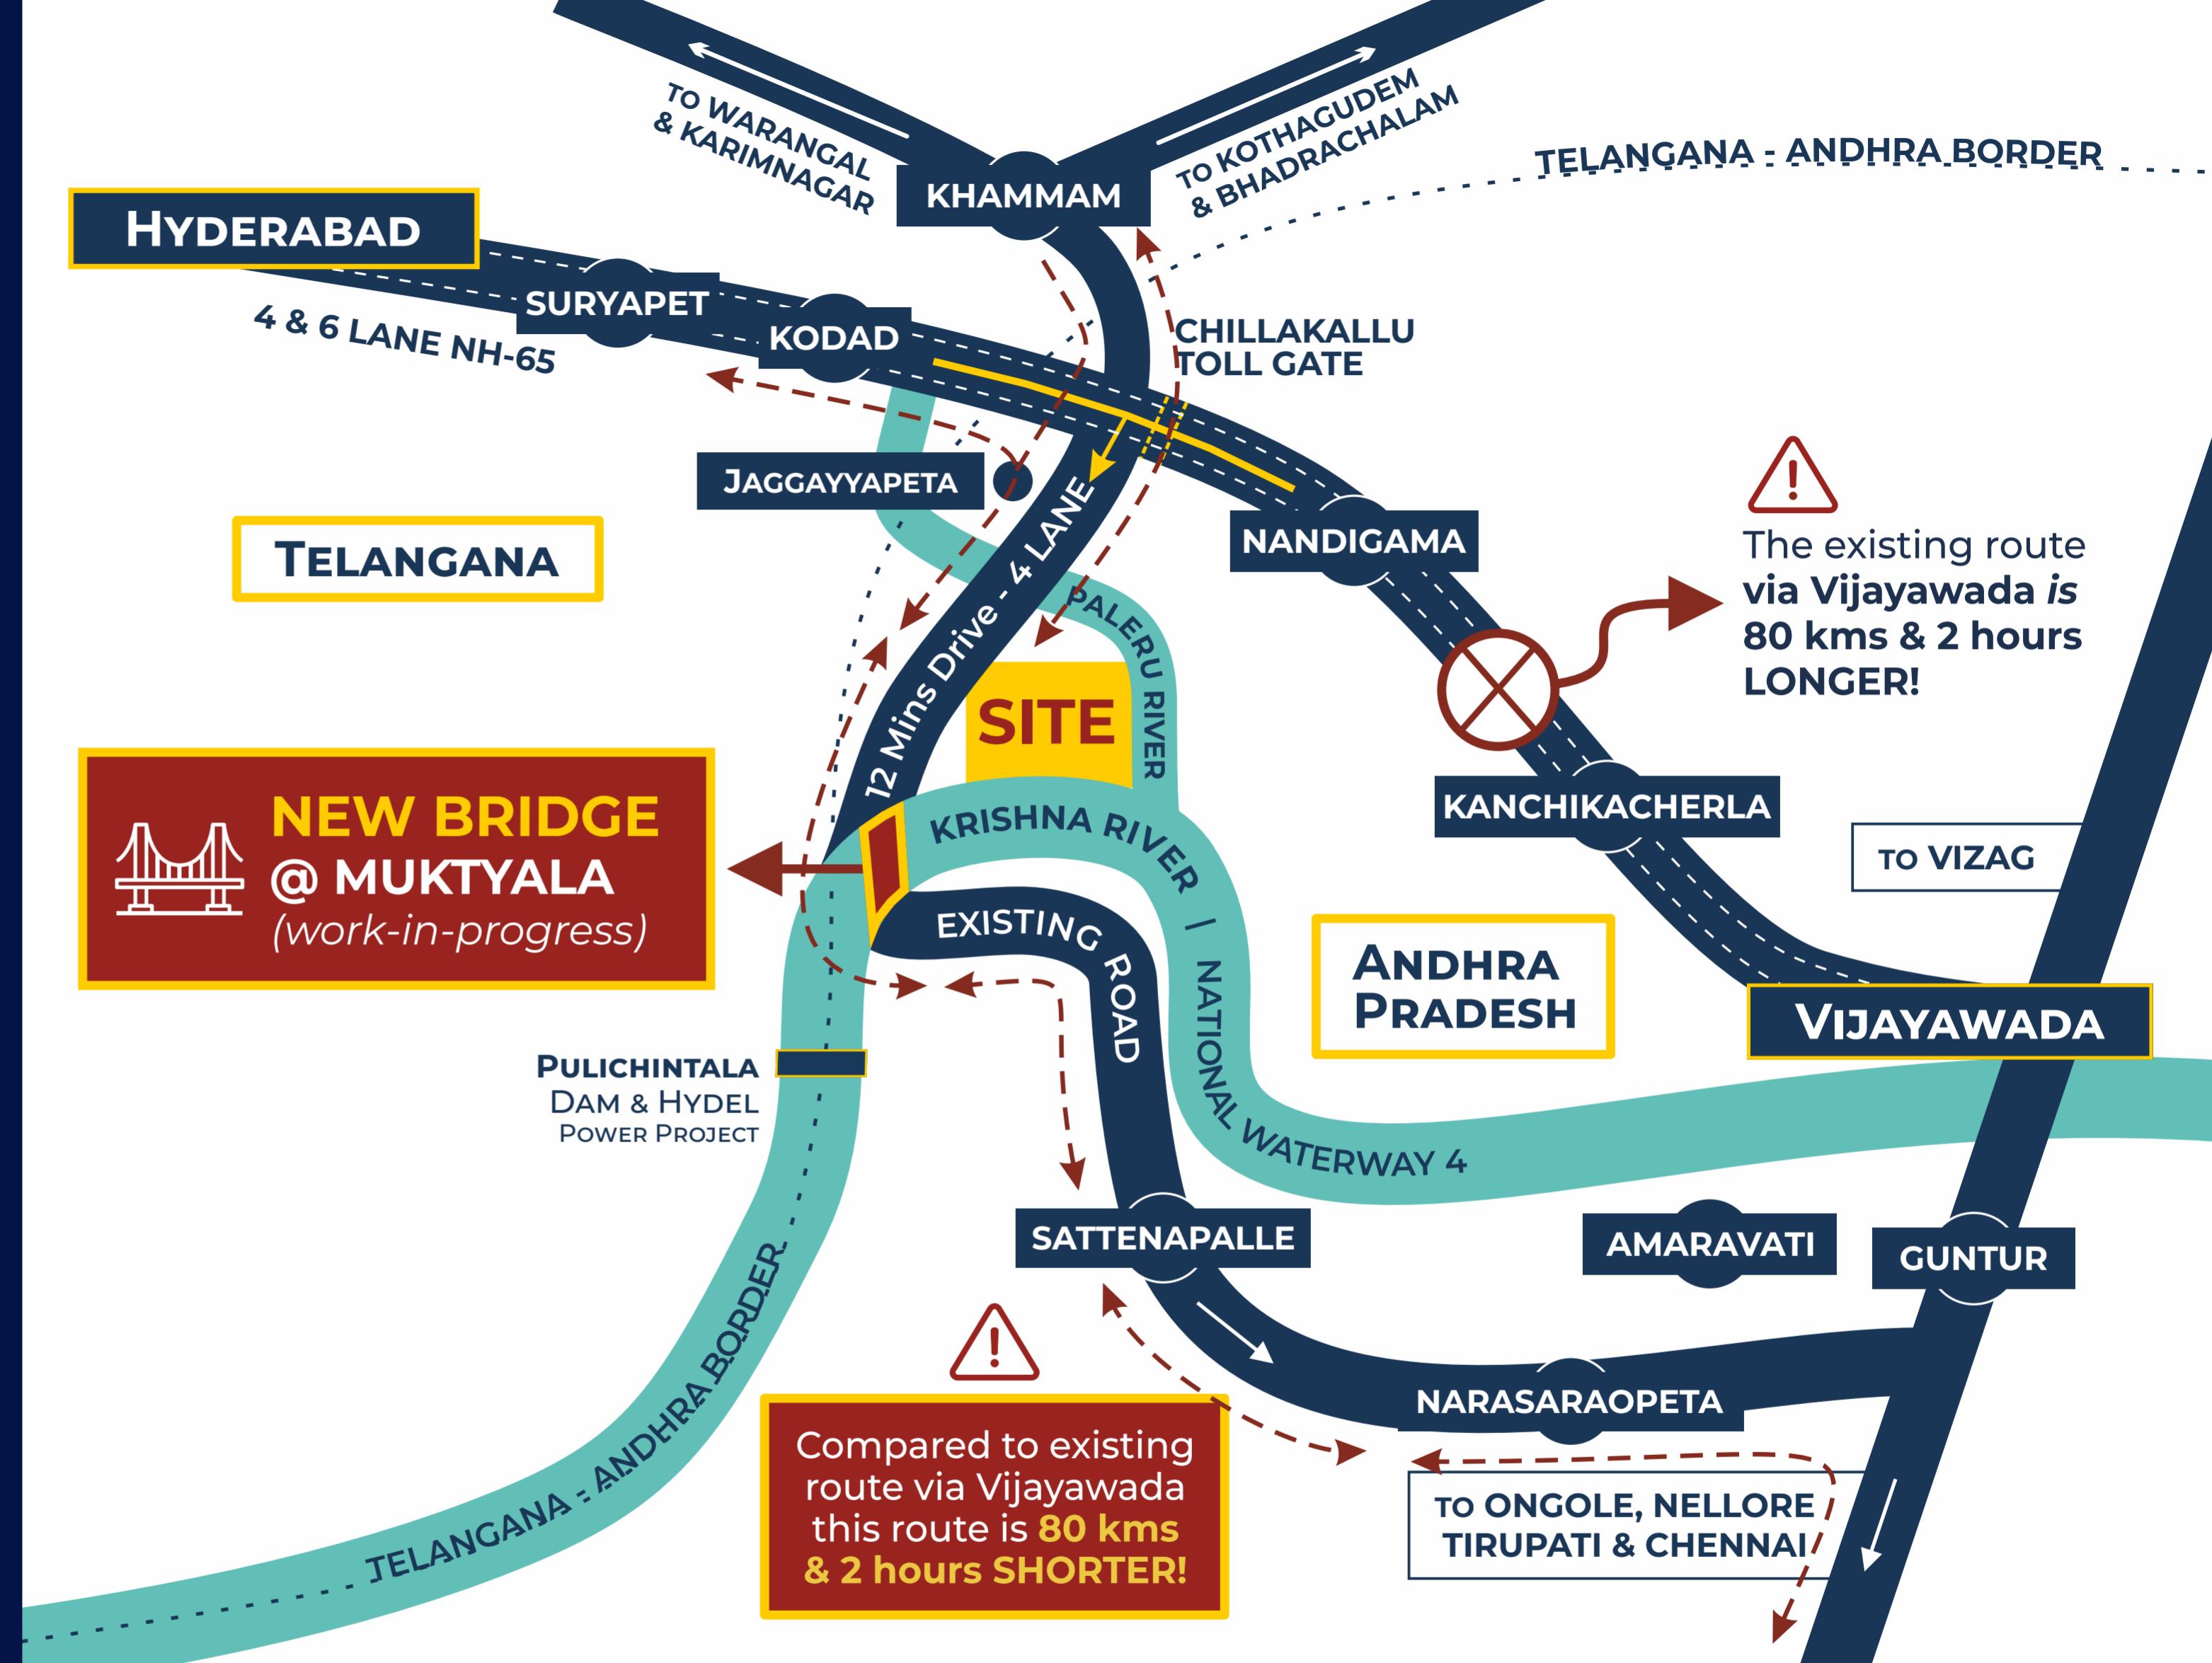 TO WARANGAL
& KARIMNAGAR
TO KOTHAGUDEM
& BHADRACHALAM
TELANGANA - ANDHRA BORDER
KHAMMAM
HYDERABAD
SURYAPET
KODAD
4 & 6 LANE NH-65
CHILLAKALLU
TOLL GATE
JAGGAYYAPETA
NANDIGAMA
TELANGANA
12 Mins Drive - 4 LANE
PALERU RIVER
The existing route
via Vijayawada is
80 kms & 2 hours
LONGER!
SITE
NEW BRIDGE
@ MUKTYALA
(work-in-progress)
KRISHNA RIVER | NATIONAL WATERWAY 4
KANCHIKACHERLA
TO VIZAG
EXISTING ROAD
ANDHRA
PRADESH
VIJAYAWADA
PULICHINTALA
DAM & HYDEL
POWER PROJECT
SATTENAPALLE
AMARAVATI
GUNTUR
TELANGANA - ANDHRA BORDER
NARASARAOPETA
Compared to existing
route via Vijayawada
this route is 80 kms
& 2 hours SHORTER!
TO ONGOLE, NELLORE
TIRUPATI & CHENNAI